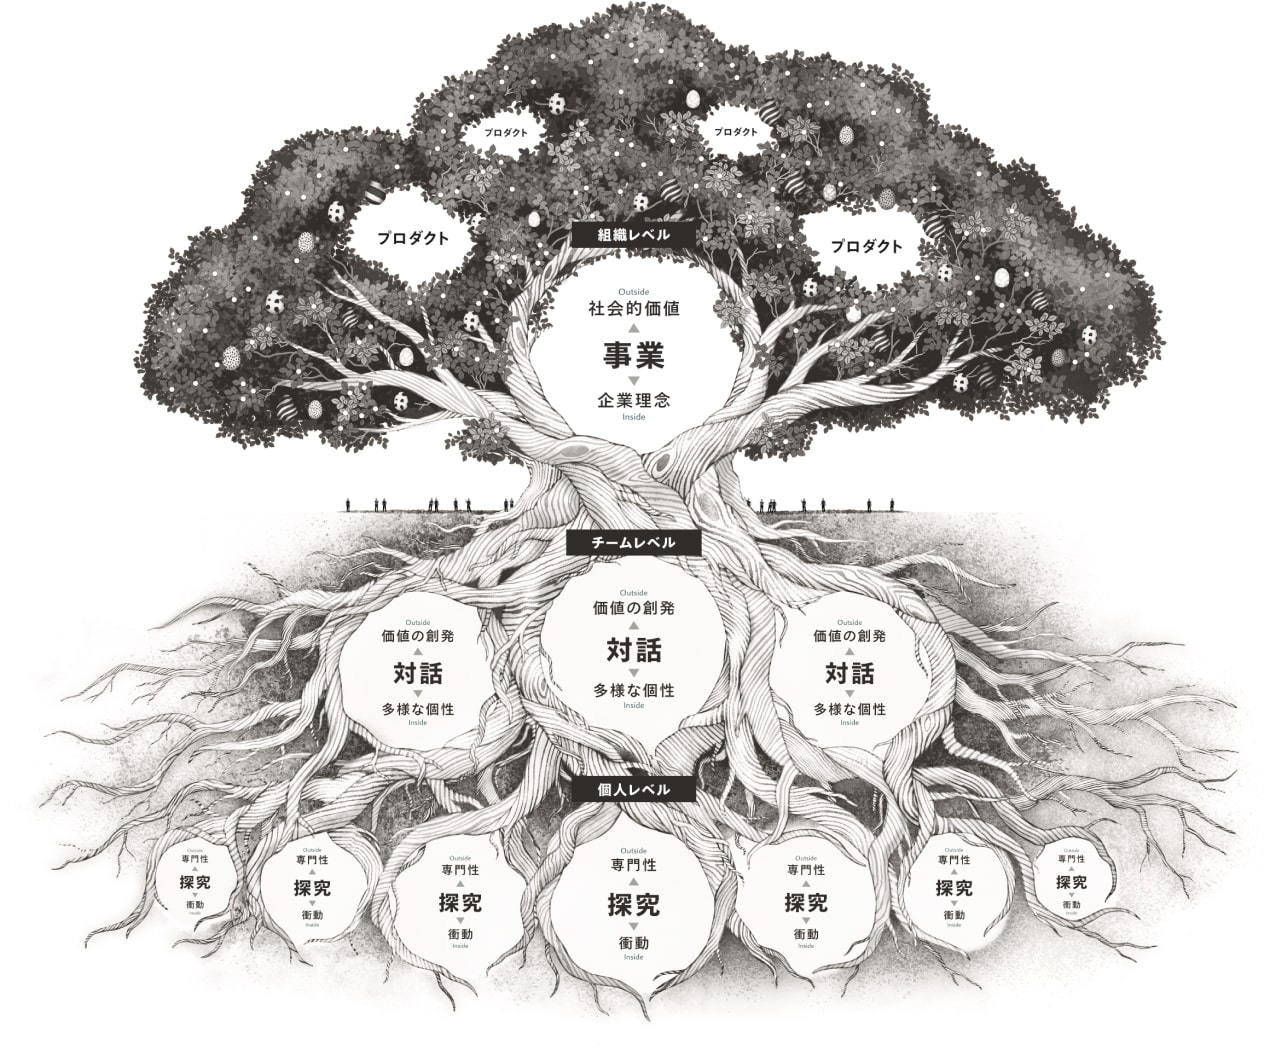 プロダクト
プロダクト
プロダクト
プロダクト
組織レベル
Outside
社会的価値
▲
事業
▼
企業理念
Inside
チームレベル
Outside
価値の創発
▲
対話
▼
多様な個性
Inside
Outside
価値の創発
▲
対話
▼
多様な個性
Inside
Outside
価値の創発
▲
対話
▼
多様な個性
Inside
個人レベル
Outside
専門性
▲
探究
▼
衝動
Inside
Outside
専門性
▲
探究
▼
衝動
Inside
Outside
専門性
▲
探究
▼
衝動
Inside
Outside
専門性
▲
探究
▼
衝動
Inside
Outside
専門性
▲
探究
▼
衝動
Inside
Outside
専門性
▲
探究
▼
衝動
Inside
Outside
専門性
▲
探究
▼
衝動
Inside